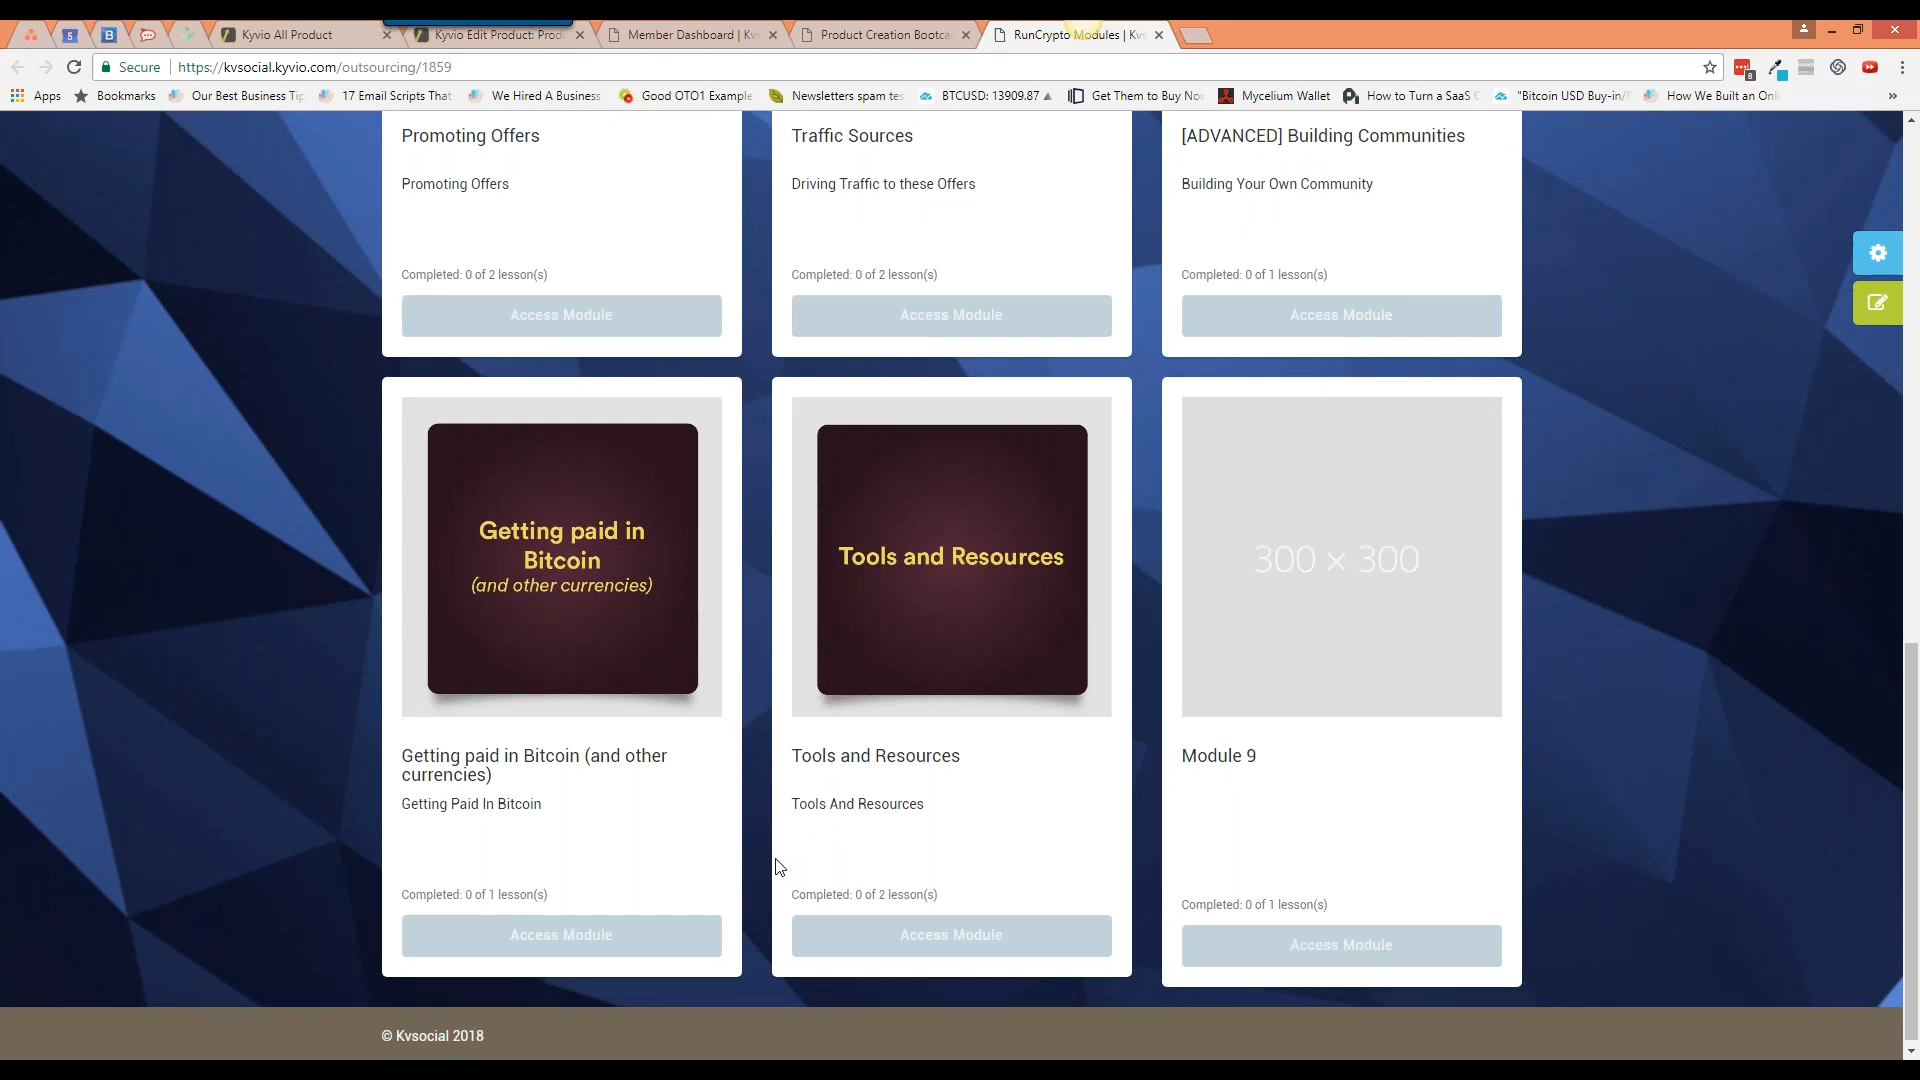 Kyvio All Product
Kyvio Edit Product: Prod
Member Dashboard | Kvs
Product Creation Bootca
RunCrypto Modules | Kvs
Secure
https://kvsocial.kyvio.com/outsourcing/1859
Apps
Bookmarks
Our Best Business Tip
17 Email Scripts That
We Hired A Business
Good OTO1 Example
Newsletters spam tes
BTCUSD: 13909.87 ▲
Get Them to Buy Now
Mycelium Wallet
How to Turn a SaaS C
"Bitcoin USD Buy-in/F
How We Built an Onli
»
Promoting Offers
Promoting Offers
Completed: 0 of 2 lesson(s)
Access Module
Traffic Sources
Driving Traffic to these Offers
Completed: 0 of 2 lesson(s)
Access Module
[ADVANCED] Building Communities
Building Your Own Community
Completed: 0 of 1 lesson(s)
Access Module
Getting paid in
Bitcoin
(and other currencies)
Getting paid in Bitcoin (and other
currencies)
Getting Paid In Bitcoin
Completed: 0 of 1 lesson(s)
Access Module
Tools and Resources
Tools and Resources
Tools And Resources
Completed: 0 of 2 lesson(s)
Access Module
300 × 300
Module 9
Completed: 0 of 1 lesson(s)
Access Module
© Kvsocial 2018